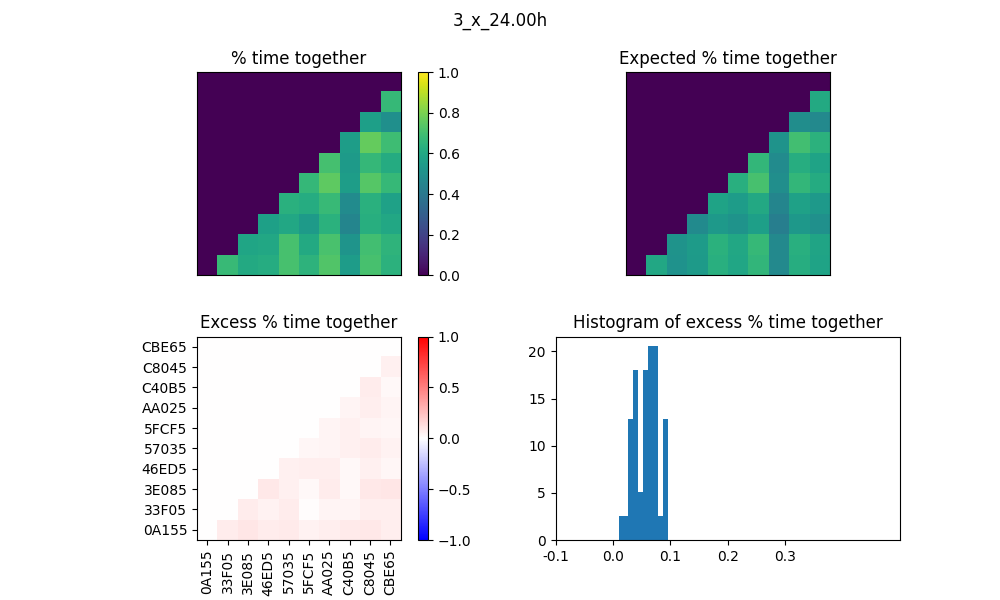 3_x_24.00h
% time together
1.0
0.8
0.6
0.4
0.2
0.0
Expected % time together
Excess % time together
CBE65
C8045
C40B5
AA025
5FCF5
57035
46ED5
3E085
33F05
0A155
0A155
33F05
3E085
46ED5
57035
5FCF5
AA025
C40B5
C8045
CBE65
1.0
0.5
0.0
−0.5
−1.0
Histogram of excess % time together
20
15
10
5
0
-0.1
0.0
0.1
0.2
0.3